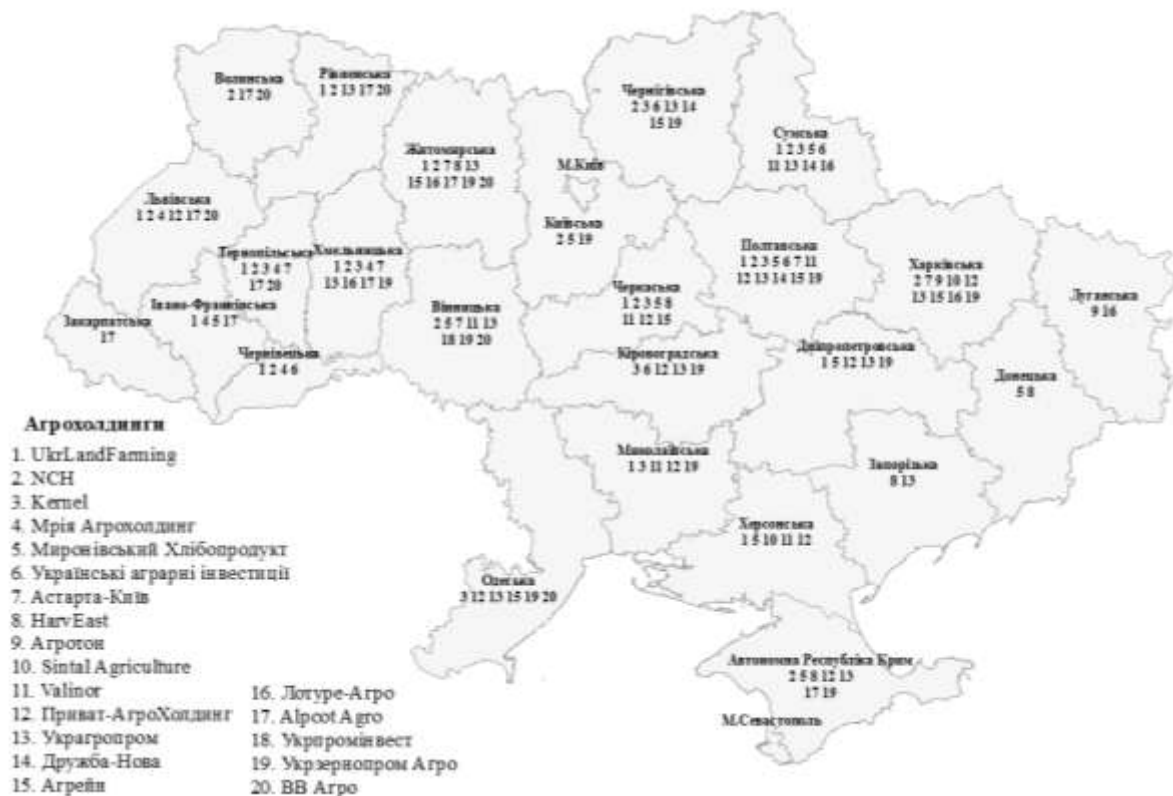 Волинська
2 17 20
Рівненська
1 2 13 17 20
Житомирська
1 2 7 8 13
15 16 17 19 20
Чернігівська
2 3 6 13 14
15 19
Сумська
1 2 3 5 6
11 13 14 16
М.Київ
Київська
2 5 19
Львівська
1 2 4 12 17 20
Тернопільська
1 2 3 4 7
17 20
Хмельницька
1 2 3 4 7
13 16 17 19
Вінницька
2 5 7 11 13
18 19 20
Черкаська
1 2 3 5 8
11 12 15
Полтавська
1 2 3 5 6 7 11
12 13 14 15 19
Харківська
2 7 9 10 12
13 15 16 19
Луганська
9 16
Закарпатська
17
Івано-Франківська
1 4 5 17
Чернівецька
1 2 4 6
Кіровоградська
3 6 12 13 19
Дніпропетровська
1 5 12 13 19
Донецька
5 8
Миколаївська
1 3 11 12 19
Запорізька
8 13
Херсонська
1 5 10 11 12
Одеська
3 12 13 15 19 20
Автономна Республіка Крим
2 5 8 12 13
17 19
М.Севастополь
Агрохолдинги
1. UkrLandFarming
2. NCH
3. Kernel
4. Мрія Агрохолдинг
5. Миронівський Хлібопродукт
6. Українські аграрні інвестиції
7. Астарта-Київ
8. HarvEast
9. Агротон
10. Sintal Agriculture
11. Valinor
12. Приват-АгроХолдинг
13. Украгропром
14. Дружба-Нова
15. Агрейн
16. Лотуре-Агро
17. Alpcot Agro
18. Укрпромінвест
19. Укрзернопром Агро
20. ВВ Агро